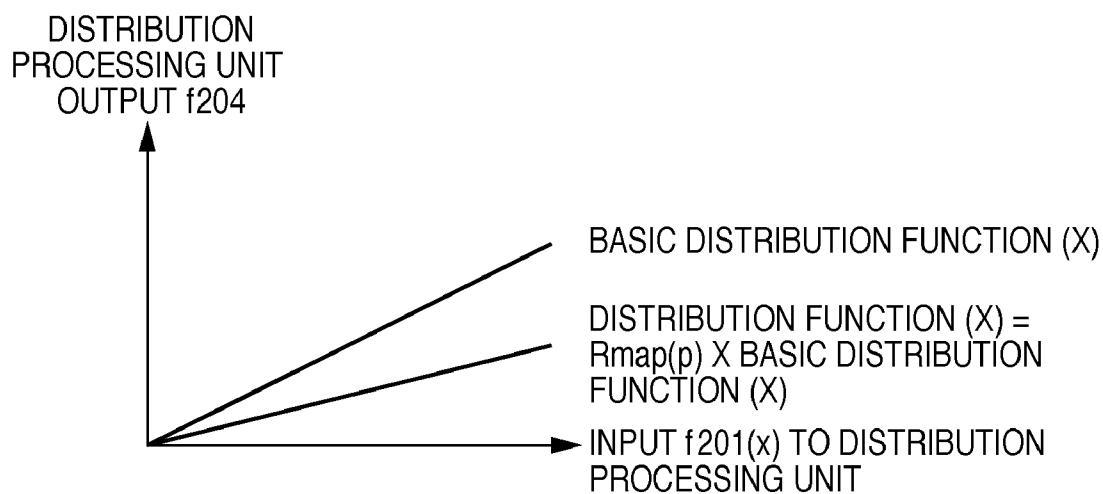 DISTRIBUTION
PROCESSING UNIT
OUTPUT f204
BASIC DISTRIBUTION FUNCTION (X)
DISTRIBUTION FUNCTION (X) =
Rmap(p) X BASIC DISTRIBUTION
FUNCTION (X)
INPUT f201(x) TO DISTRIBUTION
PROCESSING UNIT